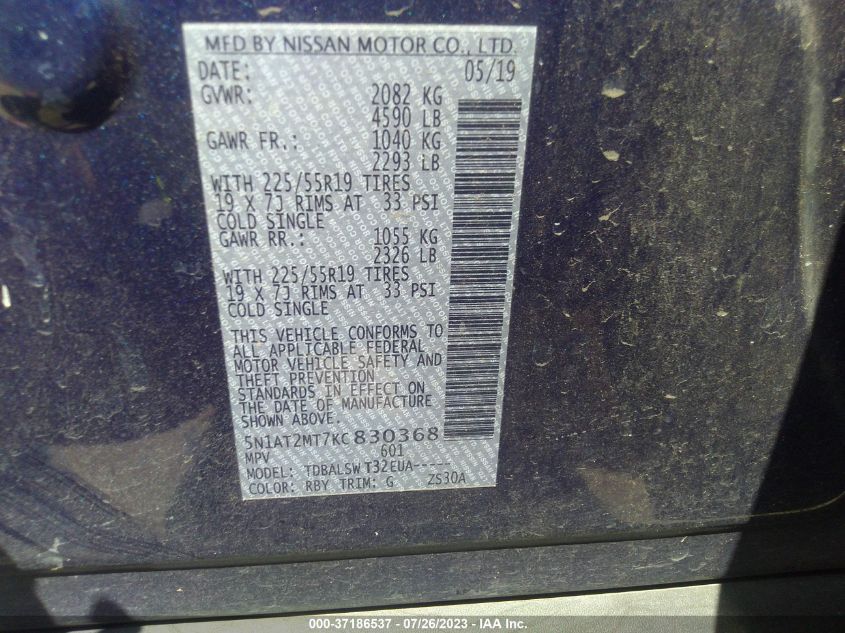 MFD BY NISSAN MOTOR CO., LTD.
DATE: 05/19
GVWR: 2082 KG
4590 LB
GAWR FR.: 1040 KG
2293 LB
WITH 225/55R19 TIRES
19 X 7J RIMS AT 33 PSI
COLD SINGLE
GAWR RR.: 1055 KG
2326 LB
WITH 225/55R19 TIRES
19 X 7J RIMS AT 33 PSI
COLD SINGLE
THIS VEHICLE CONFORMS TO
ALL APPLICABLE FEDERAL
MOTOR VEHICLE SAFETY AND
THEFT PREVENTION
STANDARDS IN EFFECT ON
THE DATE OF MANUFACTURE
SHOWN ABOVE.
5N1AT2MT7KC830368
MPV 601
MODEL: TDBALSW T32EUA-----
COLOR: RBY TRIM: G ZS30A
000-37186537 - 07/26/2023 - IAA Inc.